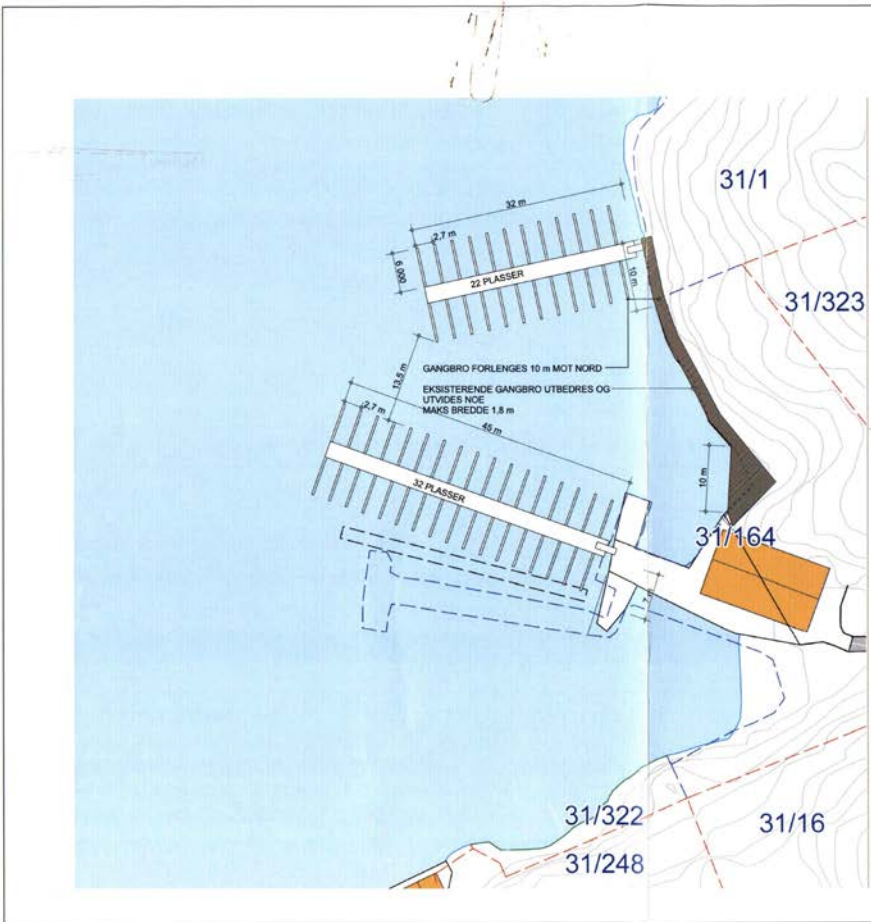 31/1
32 m
2,7 m
6 000
22 PLASSER
10 m
31/323
GANGBRO FORLENGES 10 m MOT NORD
13,5 m
EKSISTERENDE GANGBRO UTBEDRES OG
UTVIDES NOE
MAKS BREDDE 1,8 m
2,7 m
45 m
32 PLASSER
10 m
31/164
31/322
31/16
31/248